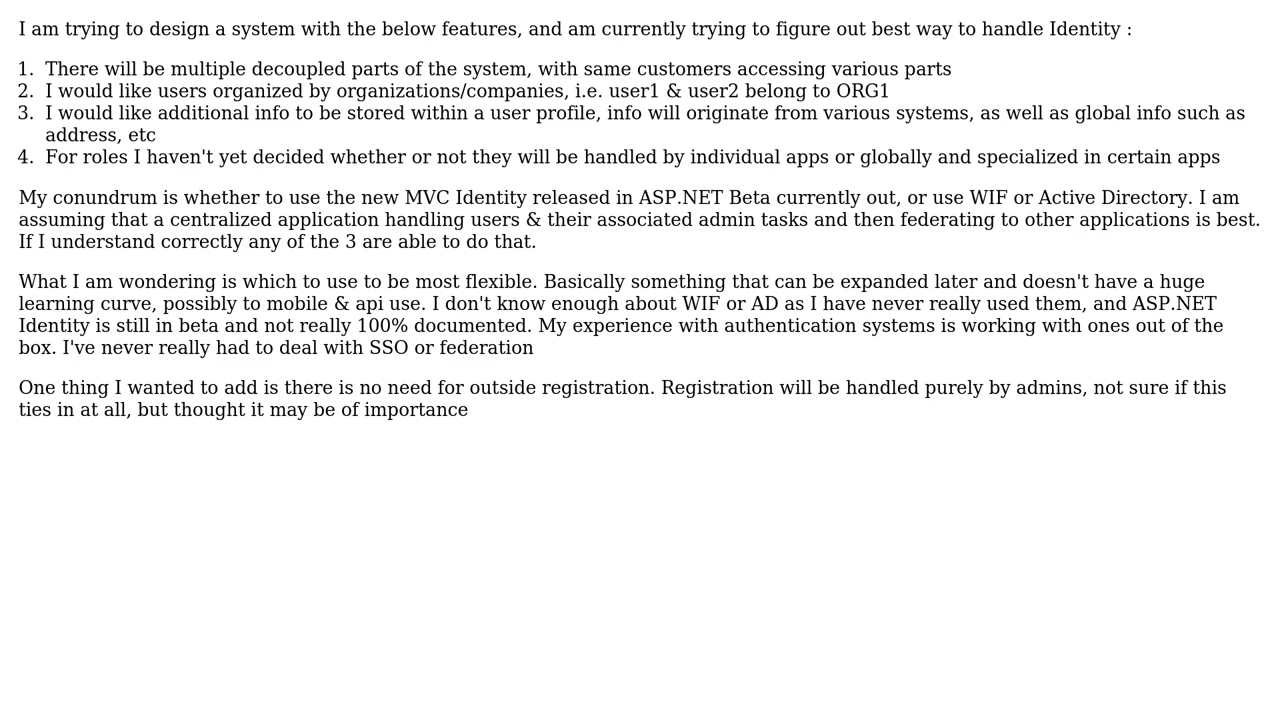 I am trying to design a system with the below features, and am currently trying to figure out best way to handle Identity :
1. There will be multiple decoupled parts of the system, with same customers accessing various parts
2. I would like users organized by organizations/companies, i.e. user1 & user2 belong to ORG1
3. I would like additional info to be stored within a user profile, info will originate from various systems, as well as global info such as
address, etc
4. For roles I haven't yet decided whether or not they will be handled by individual apps or globally and specialized in certain apps
My conundrum is whether to use the new MVC Identity released in ASP.NET Beta currently out, or use WIF or Active Directory. I am
assuming that a centralized application handling users & their associated admin tasks and then federating to other applications is best.
If I understand correctly any of the 3 are able to do that.
What I am wondering is which to use to be most flexible. Basically something that can be expanded later and doesn't have a huge
learning curve, possibly to mobile & api use. I don't know enough about WIF or AD as I have never really used them, and ASP.NET
Identity is still in beta and not really 100% documented. My experience with authentication systems is working with ones out of the
box. I've never really had to deal with SSO or federation
One thing I wanted to add is there is no need for outside registration. Registration will be handled purely by admins, not sure if this
ties in at all, but thought it may be of importance